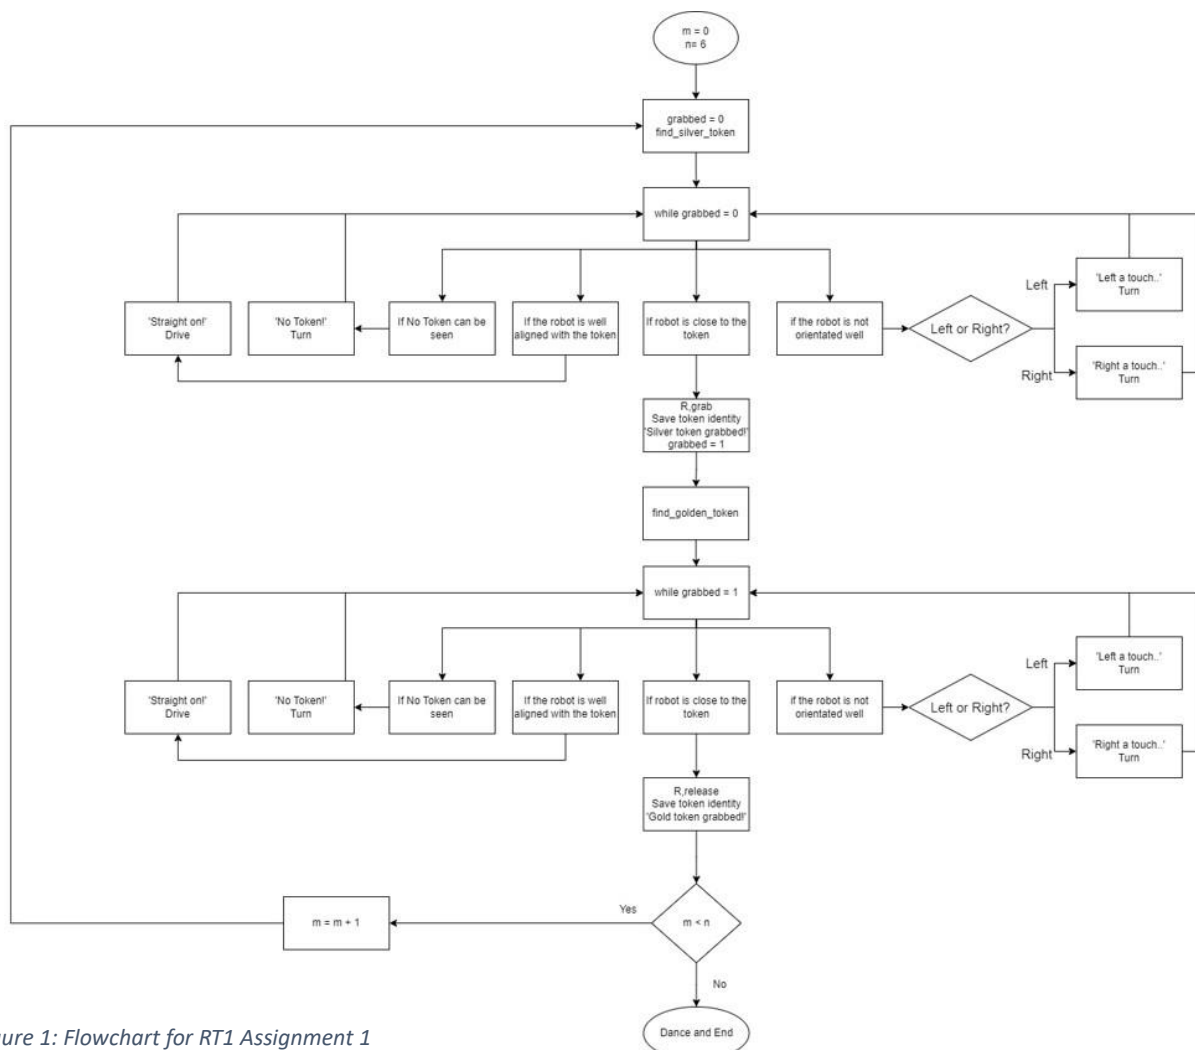 m = 0
n= 6
grabbed = 0
find_silver_token
while grabbed = 0
'Straight on!'
Drive
'No Token!'
Turn
If No Token can be
seen
If the robot is well
aligned with the token
If robot is close to the
token
if the robot is not
orientated well
Left or Right?
Left
'Left a touch..'
Turn
Right
'Right a touch..'
Turn
R,grab
Save token identity
'Silver token grabbed!'
grabbed = 1
find_golden_token
while grabbed = 1
'Straight on!'
Drive
'No Token!'
Turn
If No Token can be
seen
If the robot is well
aligned with the token
If robot is close to the
token
if the robot is not
orientated well
Left or Right?
Left
'Left a touch..'
Turn
Right
'Right a touch..'
Turn
R,release
Save token identity
'Gold token grabbed!'
m = m + 1
Yes
m < n
No
Dance and End
ure 1: Flowchart for RT1 Assignment 1